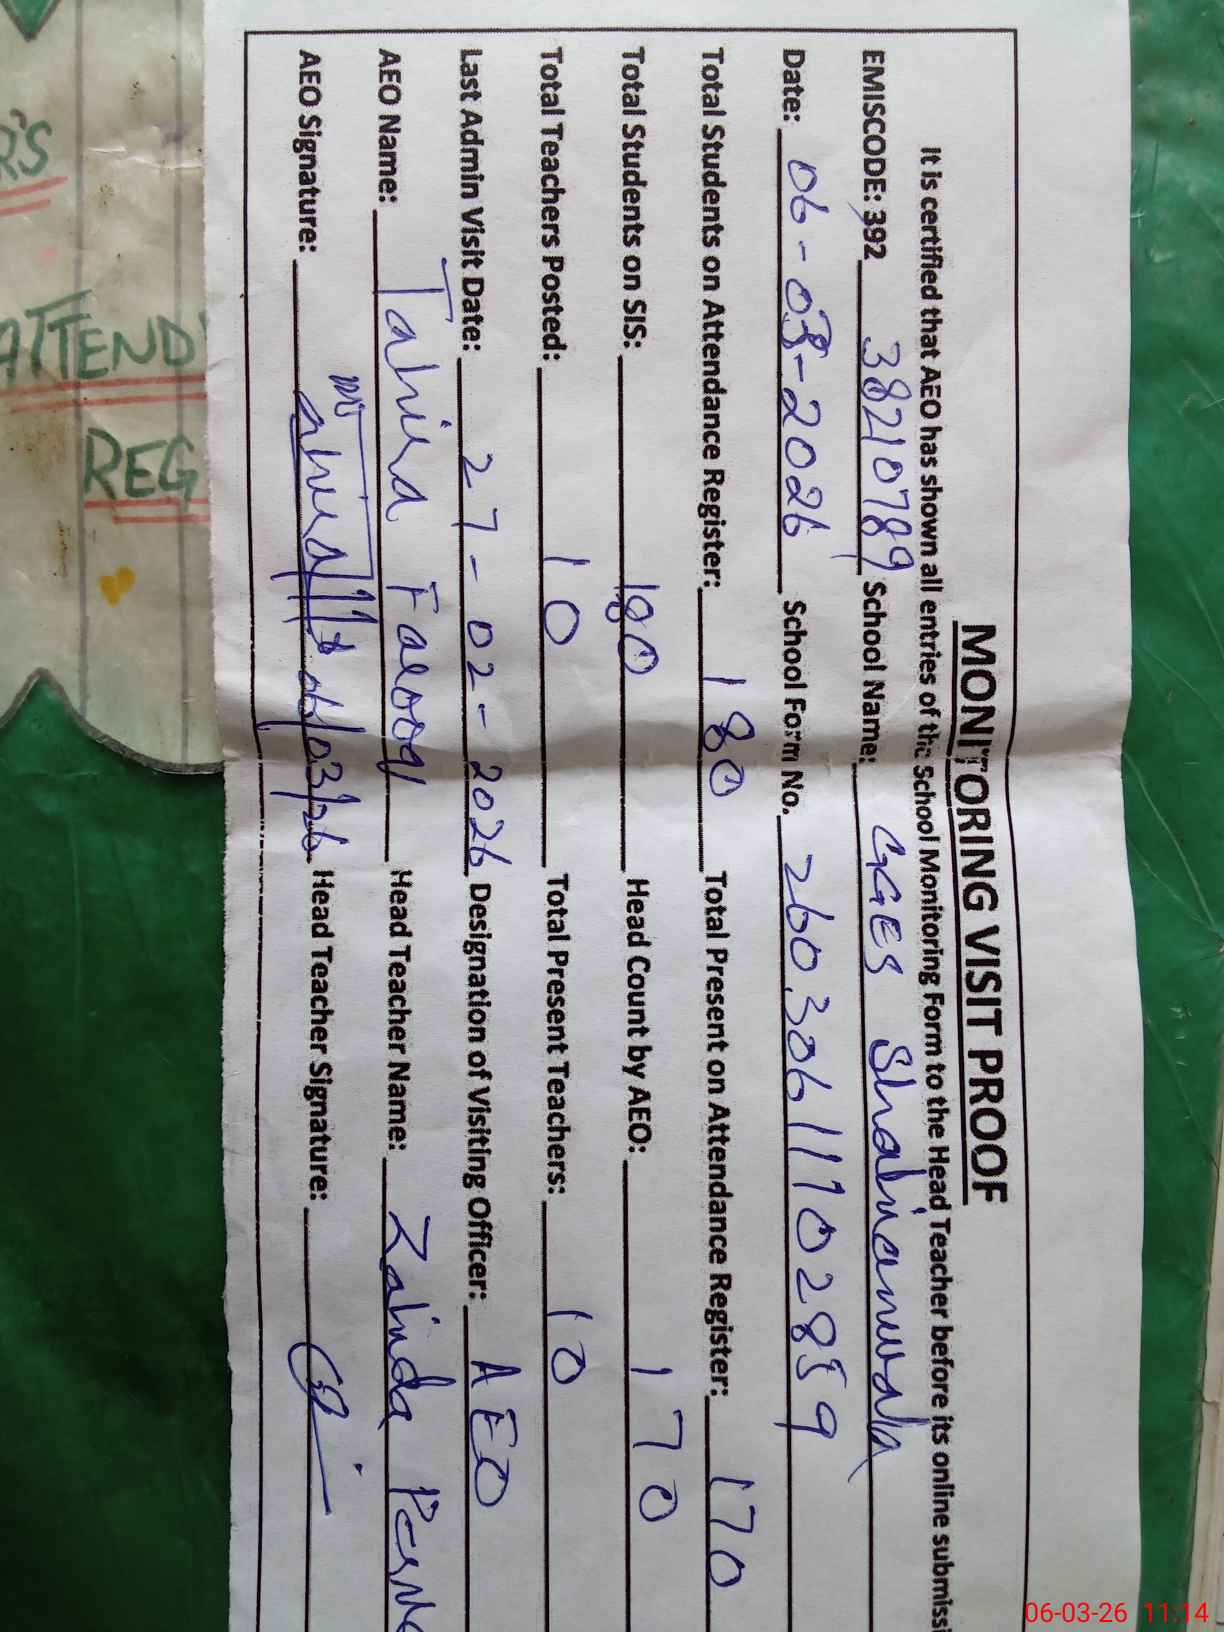 MONITORING VISIT PROOF
It is certified that AEO has shown all entries of the School Monitoring Form to the Head Teacher before its online submissi
EMISCODE: 392 38210789 School Name: GGES Shahianwala
Date: 06-03-2026 School Form No. 26030611102859
Total Students on Attendance Register: 180 Total Present on Attendance Register: 170
Total Students on SIS: 180 Head Count by AEO: 170
Total Teachers Posted: 10 Total Present Teachers: 10
Last Admin Visit Date: 27-02-2026 Designation of Visiting Officer: AEO
AEO Name: Tahira Farooq Head Teacher Name: Zahida
AEO Signature: 06/03/26 Head Teacher Signature:
R'S
ATTEND
REG
06-03-26 11:14